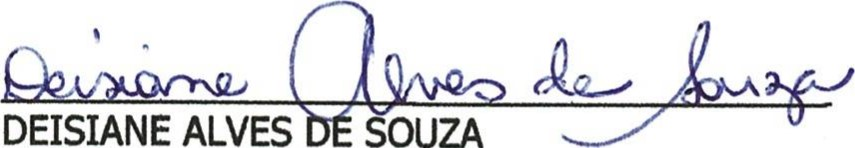 Deisiane Alves de Souza
DEISIANE ALVES DE SOUZA